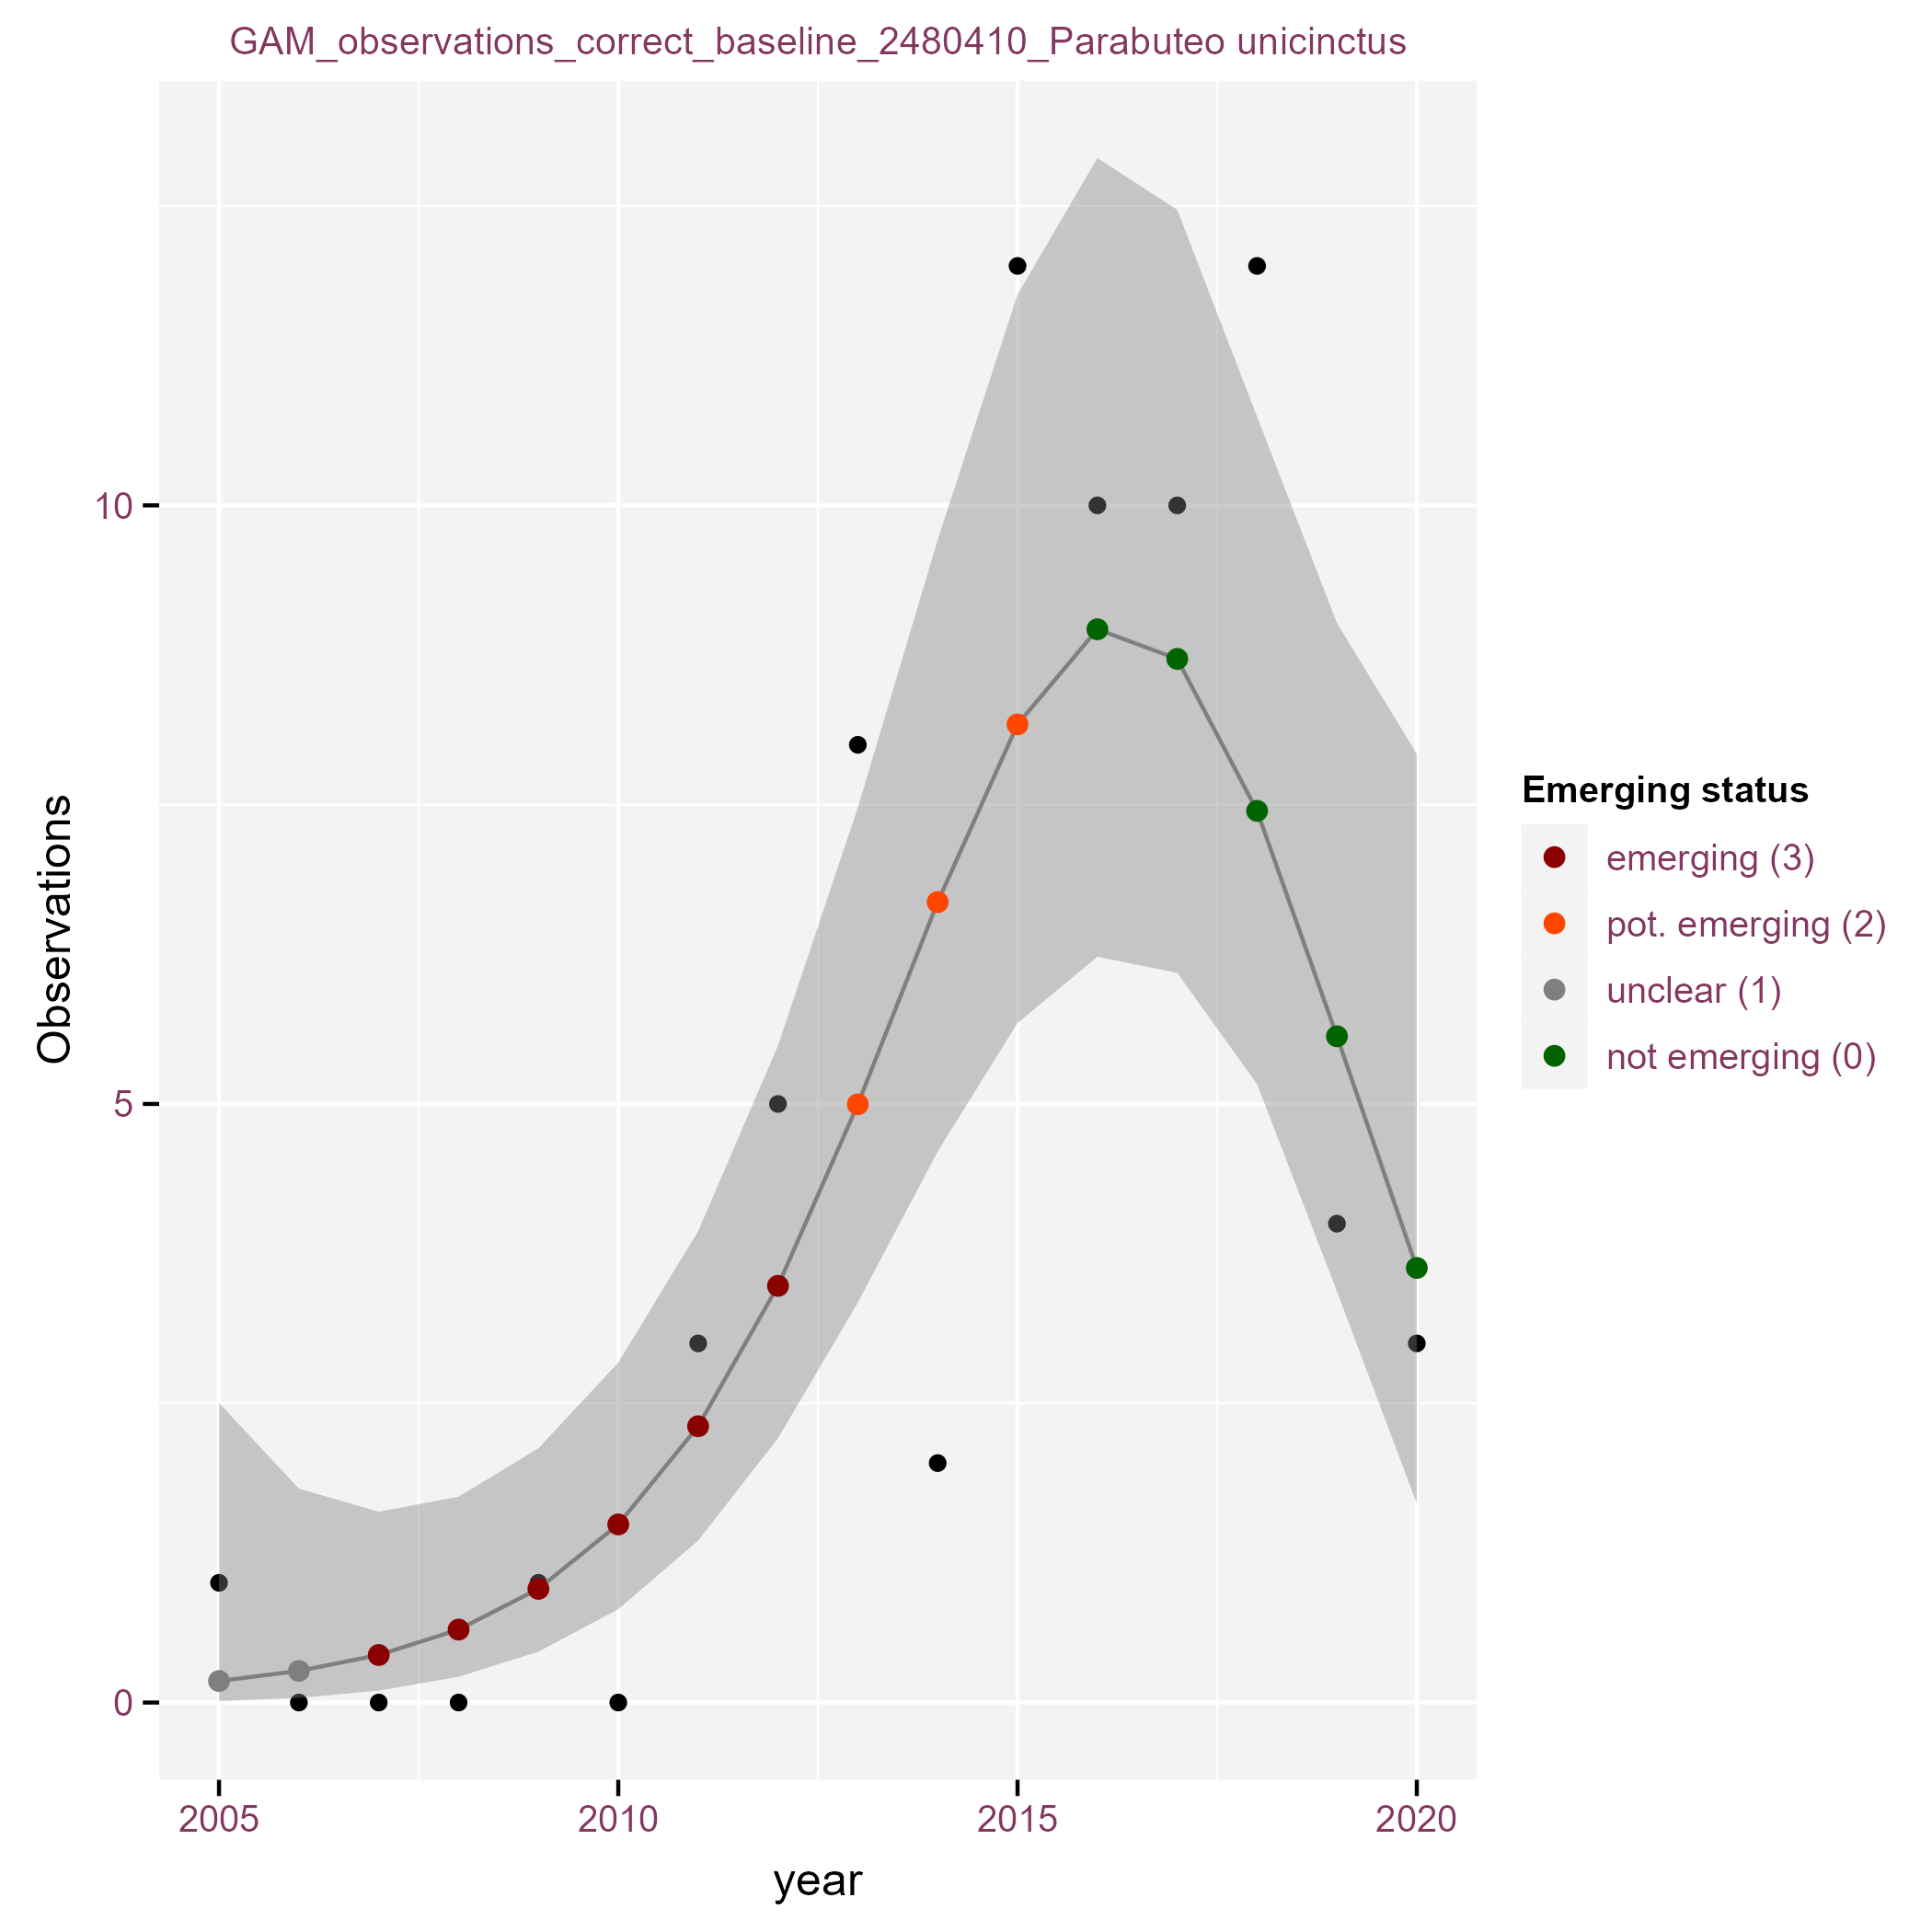 GAM_observations_correct_baseline_2480410_Parabuteo unicinctus
Observations
10
5
0
2005 2010 2015 2020
year
Emerging status
emerging (3)
pot. emerging (2)
unclear (1)
not emerging (0)